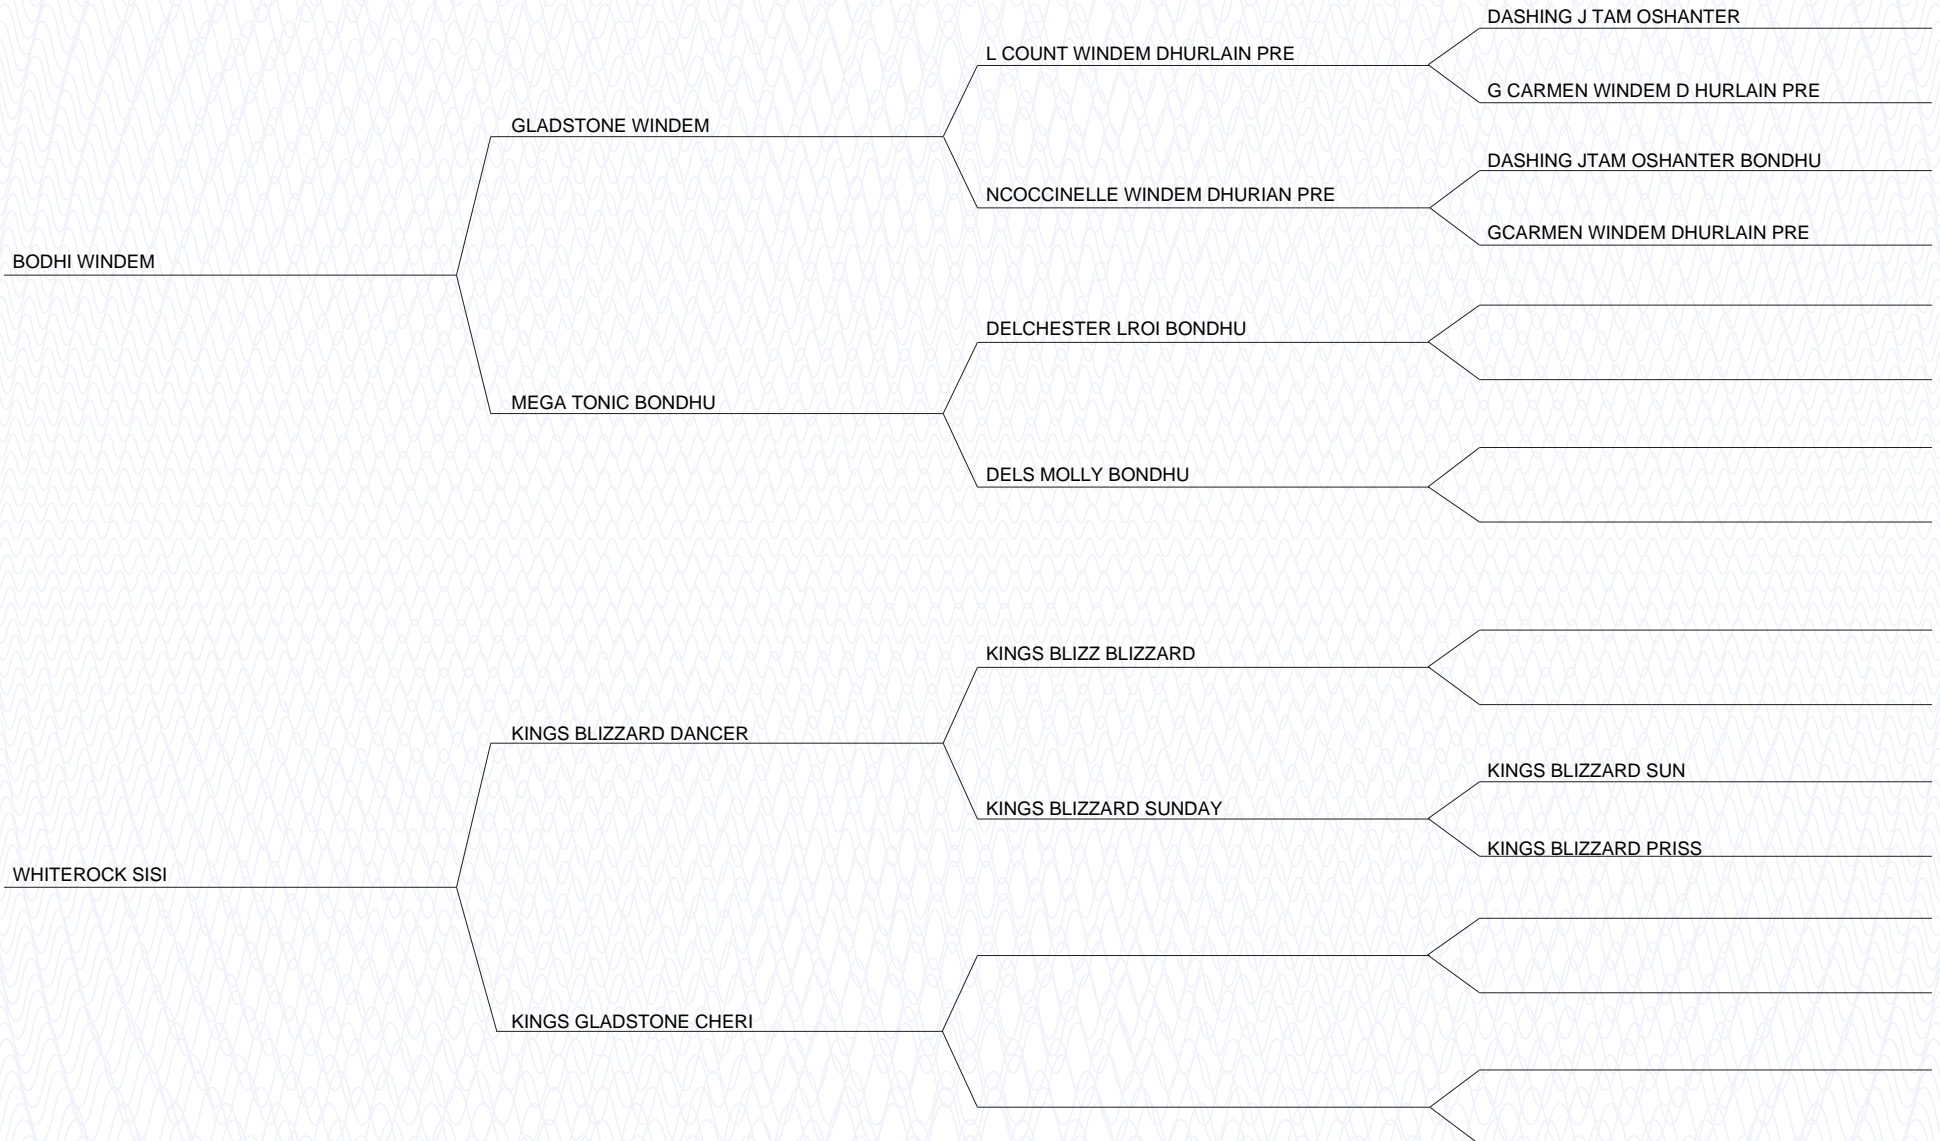 DASHING J TAM OSHANTER
L COUNT WINDEM DHURLAIN PRE
G CARMEN WINDEM D HURLAIN PRE
GLADSTONE WINDEM
DASHING JTAM OSHANTER BONDHU
NCOCCINELLE WINDEM DHURIAN PRE
GCARMEN WINDEM DHURLAIN PRE
BODHI WINDEM
DELCHESTER LROI BONDHU
MEGA TONIC BONDHU
DELS MOLLY BONDHU
KINGS BLIZZ BLIZZARD
KINGS BLIZZARD DANCER
KINGS BLIZZARD SUN
KINGS BLIZZARD SUNDAY
KINGS BLIZZARD PRISS
WHITEROCK SISI
KINGS GLADSTONE CHERI